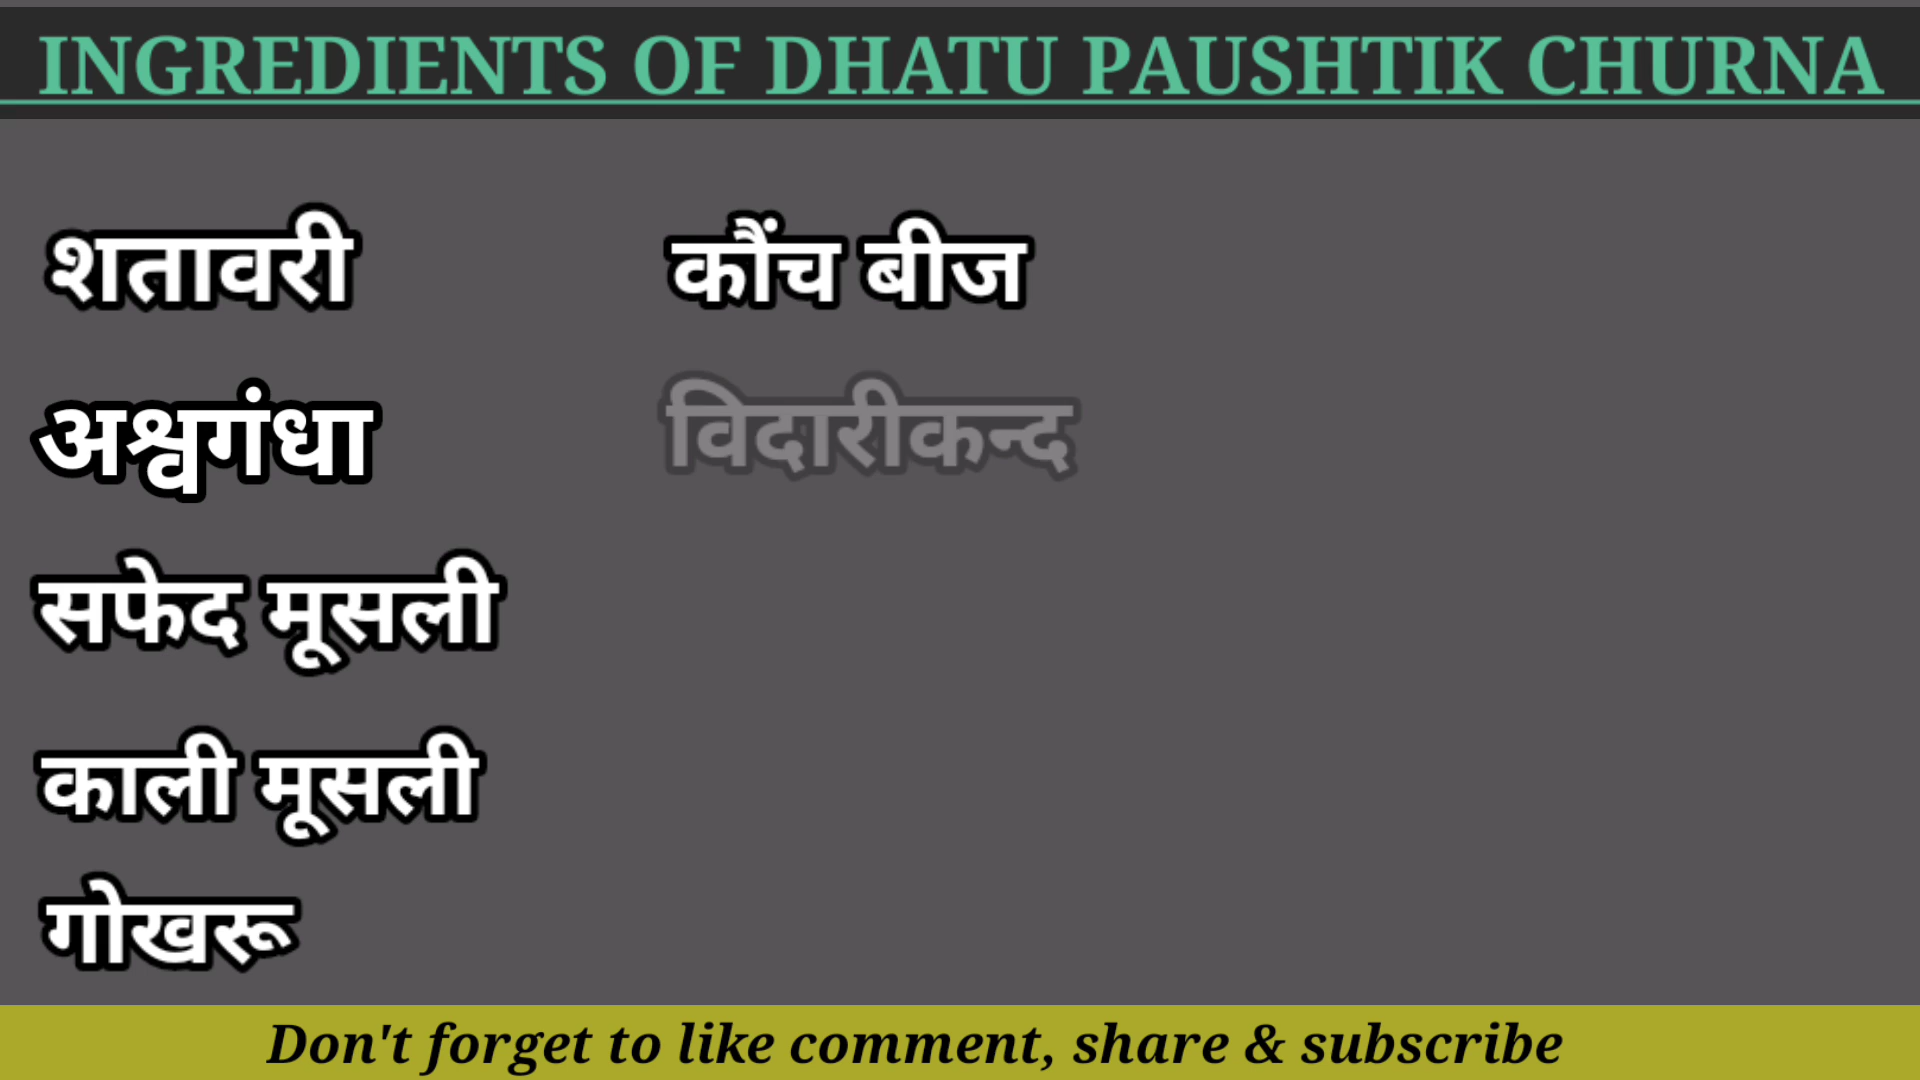 INGREDIENTS OF DHATU PAUSHTIK CHURNA
शतावरी
अश्वगंधा
सफेद मूसली
काली मूसली
गोखरू
कौंच बीज
विदारीकन्द
Don't forget to like comment, share & subscribe